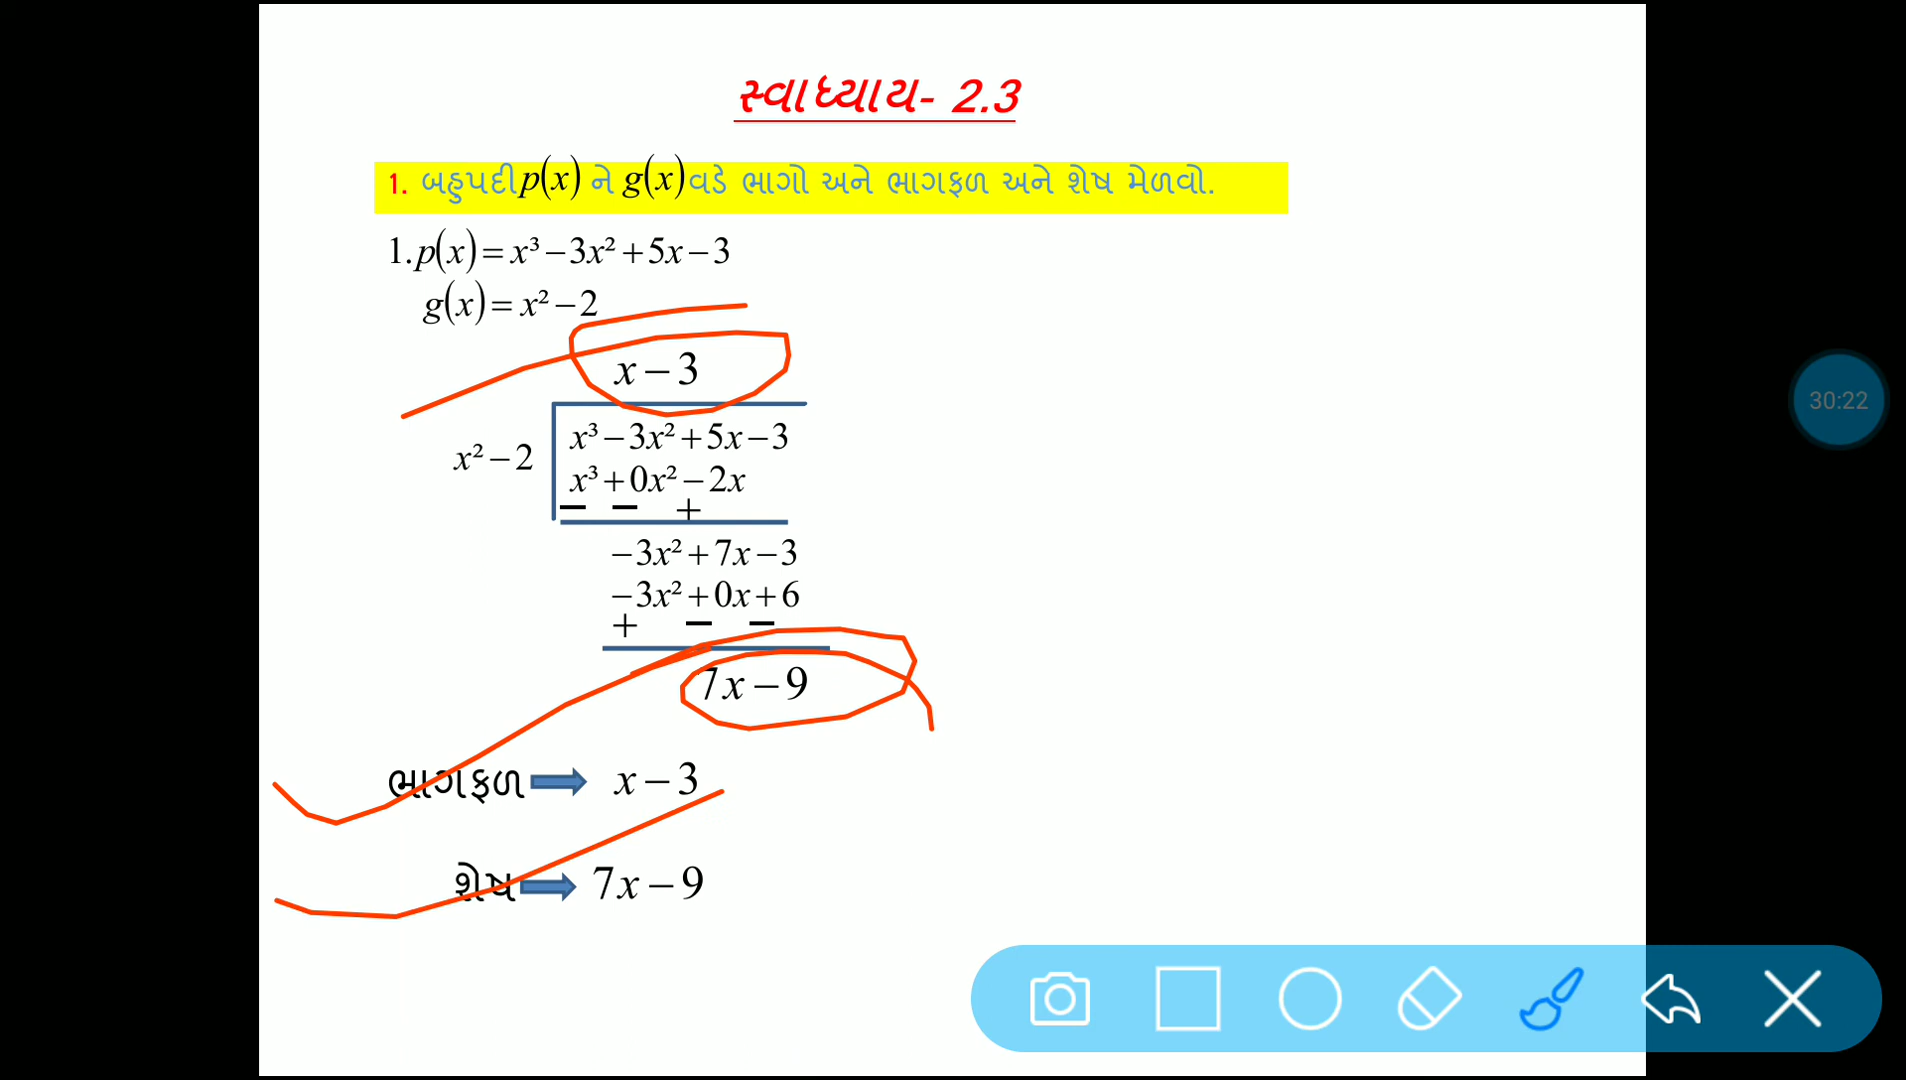 સ્વાધ્યાય- 2.3
1. બહુપદી p(x) ને g(x) વડે ભાગો અને ભાગફળ અને શેષ મેળવો.
1.p(x)=x³−3x²+5x−3
g(x)=x²−2
x−3
x²−2 x³−3x²+5x−3
x³+0x²−2x
− − +
−3x²+7x−3
−3x²+0x+6
+ − −
7x−9
ભાગફળ x−3
શેષ 7x−9
30:22